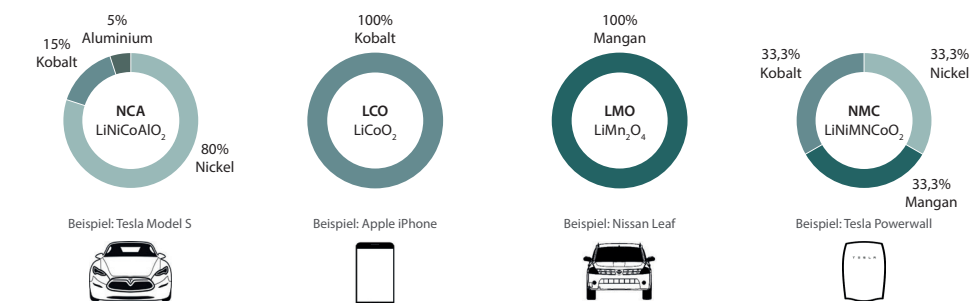 5%
Aluminium
15%
Kobalt
NCA
LiNiCoAlO₂
80%
Nickel
Beispiel: Tesla Model S
100%
Kobalt
LCO
LiCoO₂
Beispiel: Apple iPhone
100%
Mangan
LMO
LiMn₂O₄
Beispiel: Nissan Leaf
33,3%
Kobalt
33,3%
Nickel
NMC
LiNiMNCoO₂
33,3%
Mangan
Beispiel: Tesla Powerwall
TESLA